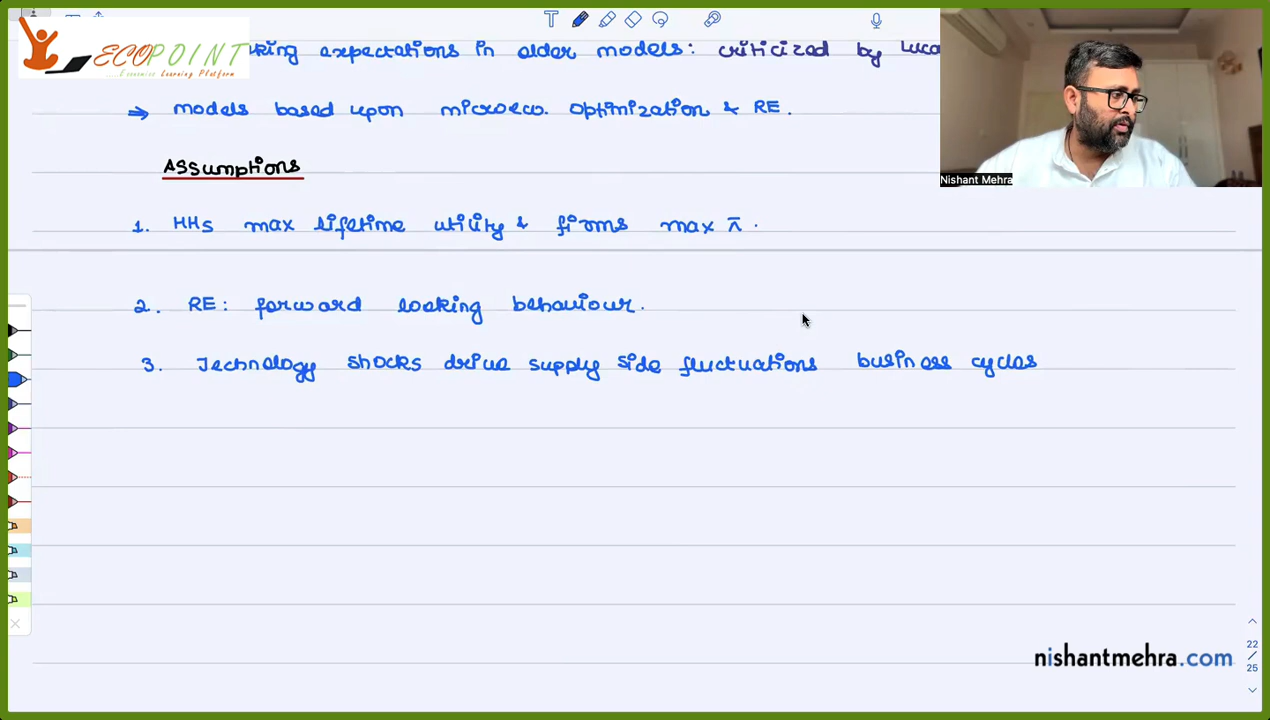 ECOPOINT
....Economics Learning Platform
king expectations in older models: criticized by Luca
⇒ models based upon microeco. optimization & RE.
Assumptions
1. HHs max lifetime utility & firms max π.
2. RE: forward looking behaviour.
3. Technology shocks drive supply side fluctuations business cycles
Nishant Mehra
22
/
25
nishantmehra.com